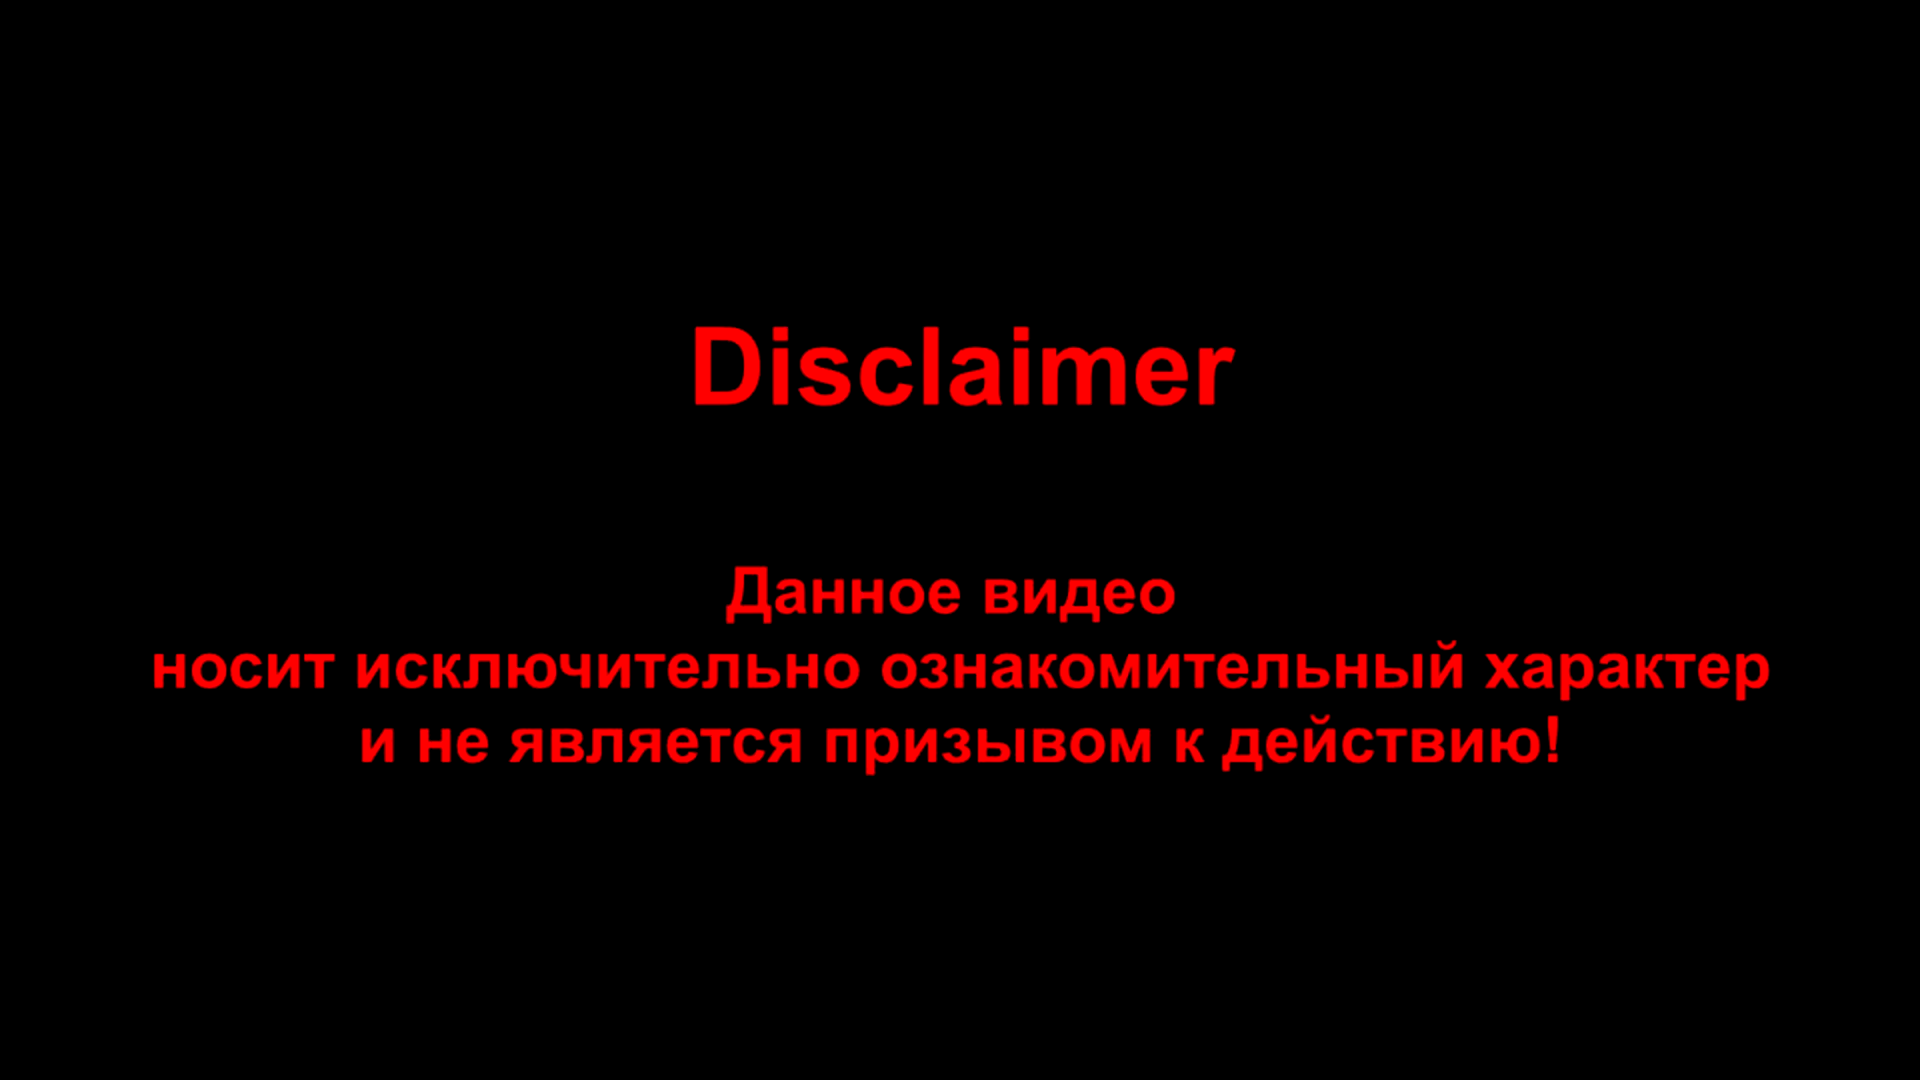 Disclaimer
Данное видео
носит исключительно ознакомительный характер
и не является призывом к действию!